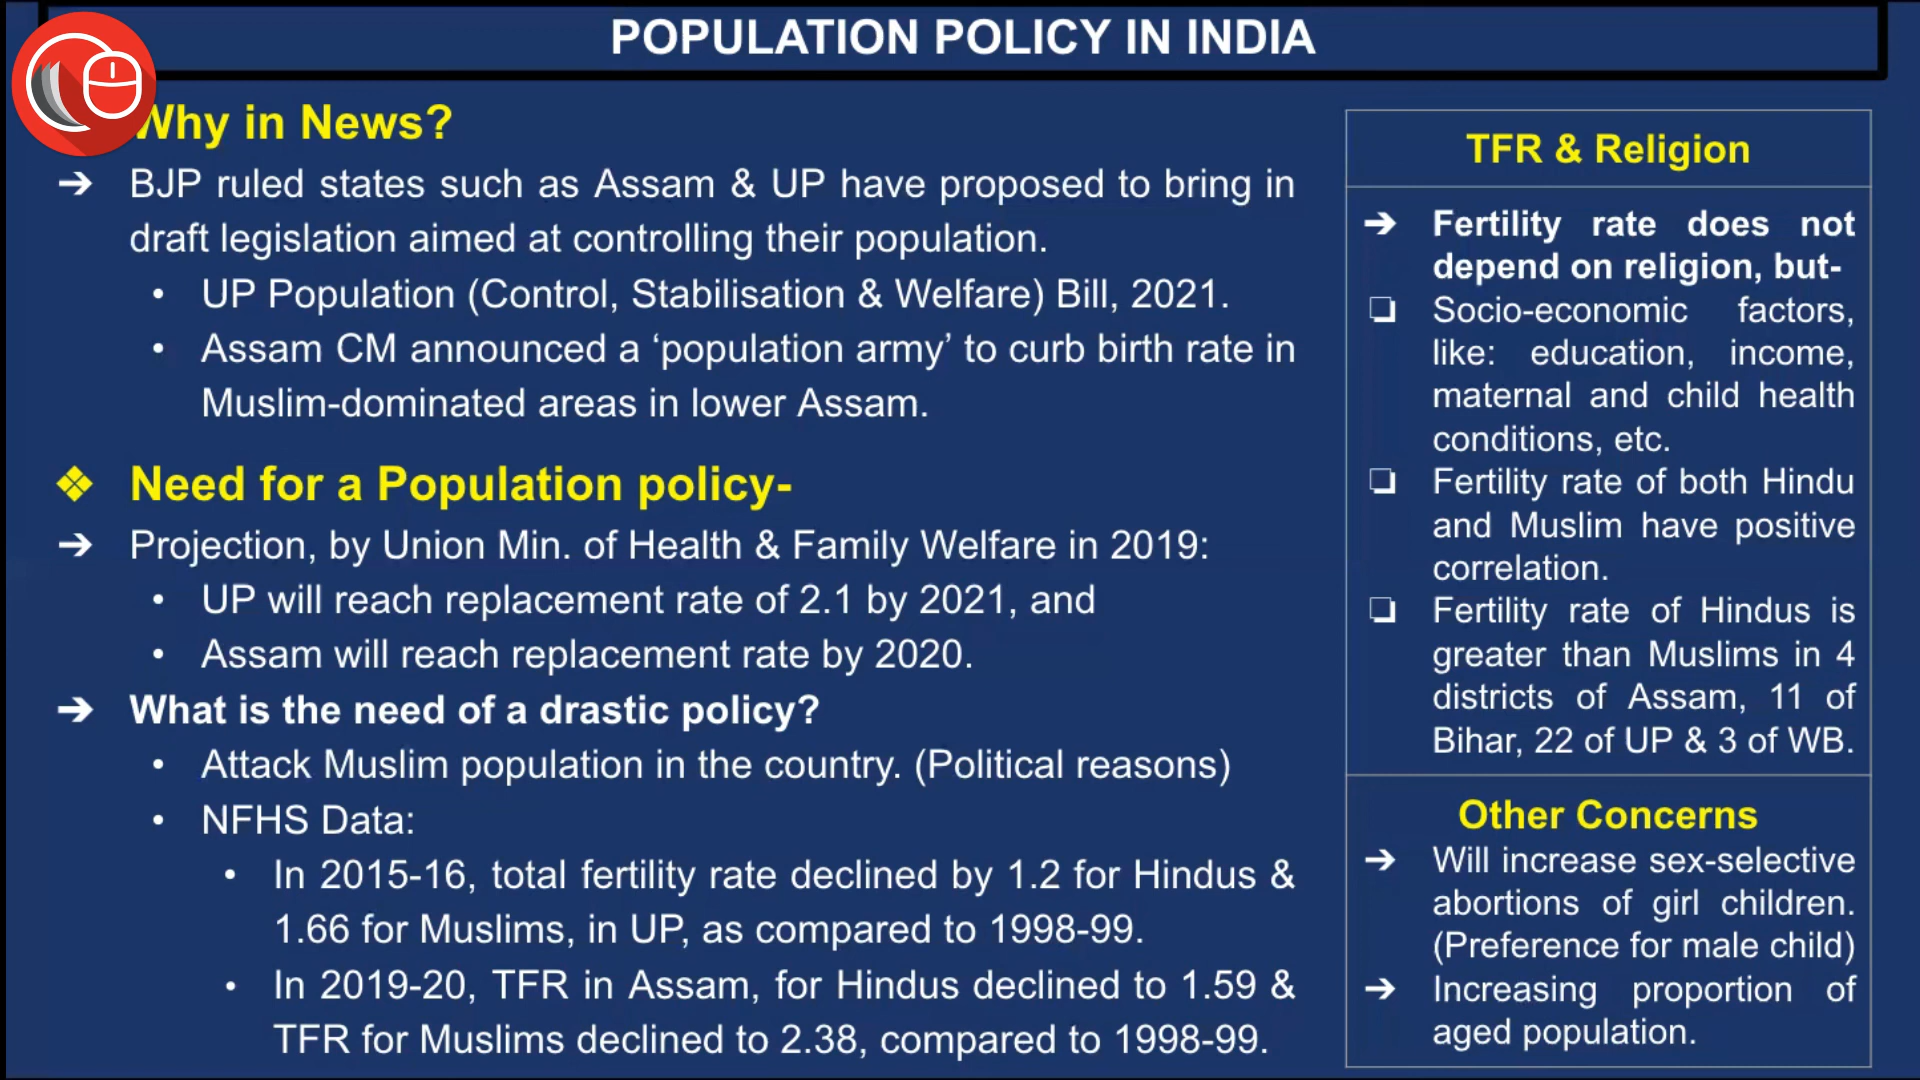 POPULATION POLICY IN INDIA
Why in News?
➔ BJP ruled states such as Assam & UP have proposed to bring in
draft legislation aimed at controlling their population.
• UP Population (Control, Stabilisation & Welfare) Bill, 2021.
• Assam CM announced a ‘population army’ to curb birth rate in
Muslim-dominated areas in lower Assam.
❖ Need for a Population policy-
➔ Projection, by Union Min. of Health & Family Welfare in 2019:
• UP will reach replacement rate of 2.1 by 2021, and
• Assam will reach replacement rate by 2020.
➔ What is the need of a drastic policy?
• Attack Muslim population in the country. (Political reasons)
• NFHS Data:
• In 2015-16, total fertility rate declined by 1.2 for Hindus &
1.66 for Muslims, in UP, as compared to 1998-99.
• In 2019-20, TFR in Assam, for Hindus declined to 1.59 &
TFR for Muslims declined to 2.38, compared to 1998-99.
TFR & Religion
➔ Fertility rate does not
depend on religion, but-
❏ Socio-economic factors,
like: education, income,
maternal and child health
conditions, etc.
❏ Fertility rate of both Hindu
and Muslim have positive
correlation.
❏ Fertility rate of Hindus is
greater than Muslims in 4
districts of Assam, 11 of
Bihar, 22 of UP & 3 of WB.
Other Concerns
➔ Will increase sex-selective
abortions of girl children.
(Preference for male child)
➔ Increasing proportion of
aged population.